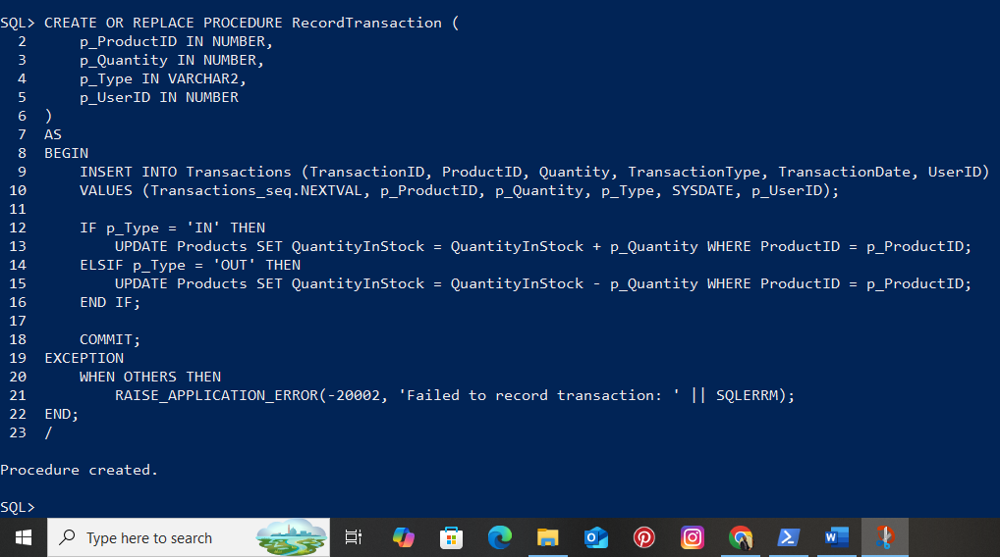 SQL> CREATE OR REPLACE PROCEDURE RecordTransaction (
  2      p_ProductID IN NUMBER,
  3      p_Quantity IN NUMBER,
  4      p_Type IN VARCHAR2,
  5      p_UserID IN NUMBER
  6  )
  7  AS
  8  BEGIN
  9      INSERT INTO Transactions (TransactionID, ProductID, Quantity, TransactionType, TransactionDate, UserID)
 10      VALUES (Transactions_seq.NEXTVAL, p_ProductID, p_Quantity, p_Type, SYSDATE, p_UserID);
 11
 12      IF p_Type = 'IN' THEN
 13          UPDATE Products SET QuantityInStock = QuantityInStock + p_Quantity WHERE ProductID = p_ProductID;
 14      ELSIF p_Type = 'OUT' THEN
 15          UPDATE Products SET QuantityInStock = QuantityInStock - p_Quantity WHERE ProductID = p_ProductID;
 16      END IF;
 17
 18      COMMIT;
 19  EXCEPTION
 20      WHEN OTHERS THEN
 21          RAISE_APPLICATION_ERROR(-20002, 'Failed to record transaction: ' || SQLERRM);
 22  END;
 23  /
Procedure created.
SQL>
Type here to search